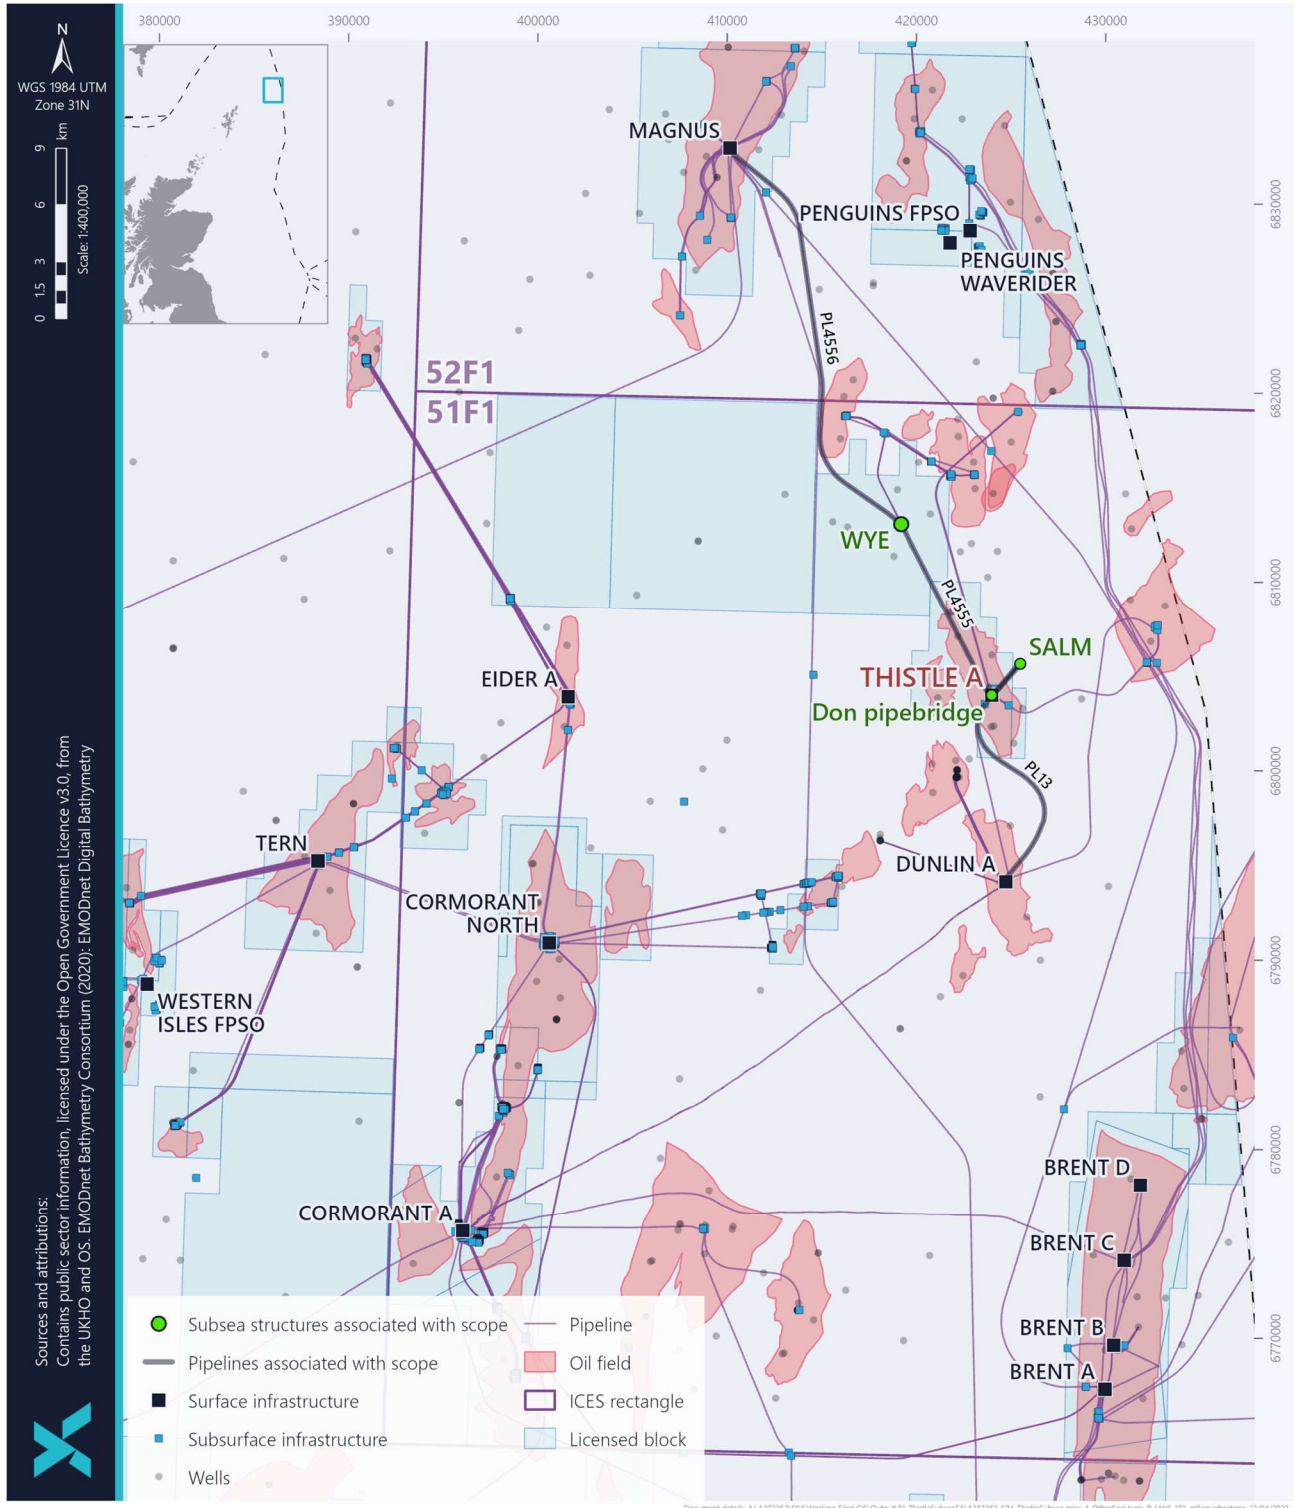 380000
390000
400000
410000
420000
430000
N
WGS 1984 UTM
Zone 31N
0 1.5 3 6 9 km
Scale: 1:400,000
MAGNUS
PENGUINS FPSO
PENGUINS
WAVERIDER
6830000
PL4556
52F1
51F1
6820000
WYE
6810000
PL4555
SALM
EIDER A
THISTLE A
Don pipebridge
6800000
PL13
TERN
DUNLIN A
CORMORANT
NORTH
6790000
WESTERN
ISLES FPSO
6780000
BRENT D
CORMORANT A
BRENT C
BRENT B
6770000
BRENT A
Subsea structures associated with scope
Pipelines associated with scope
Surface infrastructure
Subsurface infrastructure
Wells
Pipeline
Oil field
ICES rectangle
Licensed block
Sources and attributions:
Contains public sector information, licensed under the Open Government Licence v3.0, from
the UKHO and OS. EMODnet Bathymetry Consortium (2020): EMODnet Digital Bathymetry